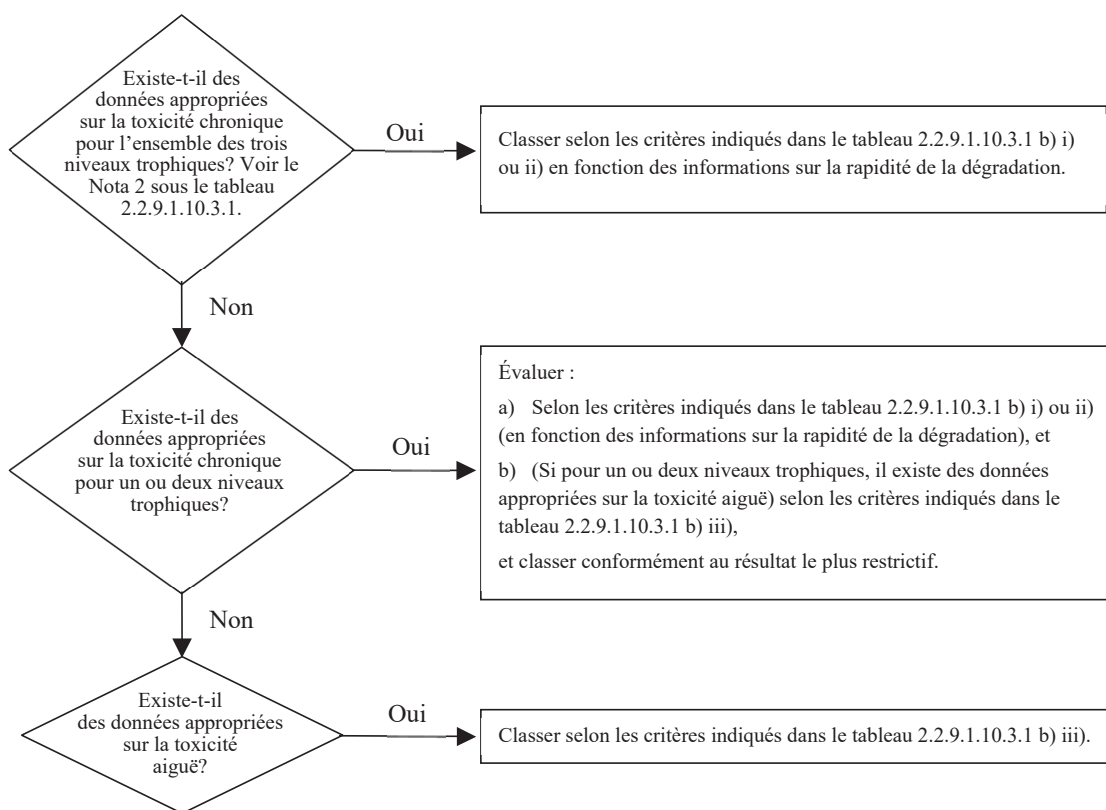 Existe-t-il des
données appropriées
sur la toxicité chronique
pour l’ensemble des trois
niveaux trophiques? Voir le
Nota 2 sous le tableau
2.2.9.1.10.3.1.
Oui
Classer selon les critères indiqués dans le tableau 2.2.9.1.10.3.1 b) i)
ou ii) en fonction des informations sur la rapidité de la dégradation.
Non
Existe-t-il des
données appropriées
sur la toxicité chronique
pour un ou deux niveaux
trophiques?
Oui
Évaluer :
a) Selon les critères indiqués dans le tableau 2.2.9.1.10.3.1 b) i) ou ii)
(en fonction des informations sur la rapidité de la dégradation), et
b) (Si pour un ou deux niveaux trophiques, il existe des données
appropriées sur la toxicité aiguë) selon les critères indiqués dans le
tableau 2.2.9.1.10.3.1 b) iii),
et classer conformément au résultat le plus restrictif.
Non
Existe-t-il
des données appropriées
sur la toxicité
aiguë?
Oui
Classer selon les critères indiqués dans le tableau 2.2.9.1.10.3.1 b) iii).